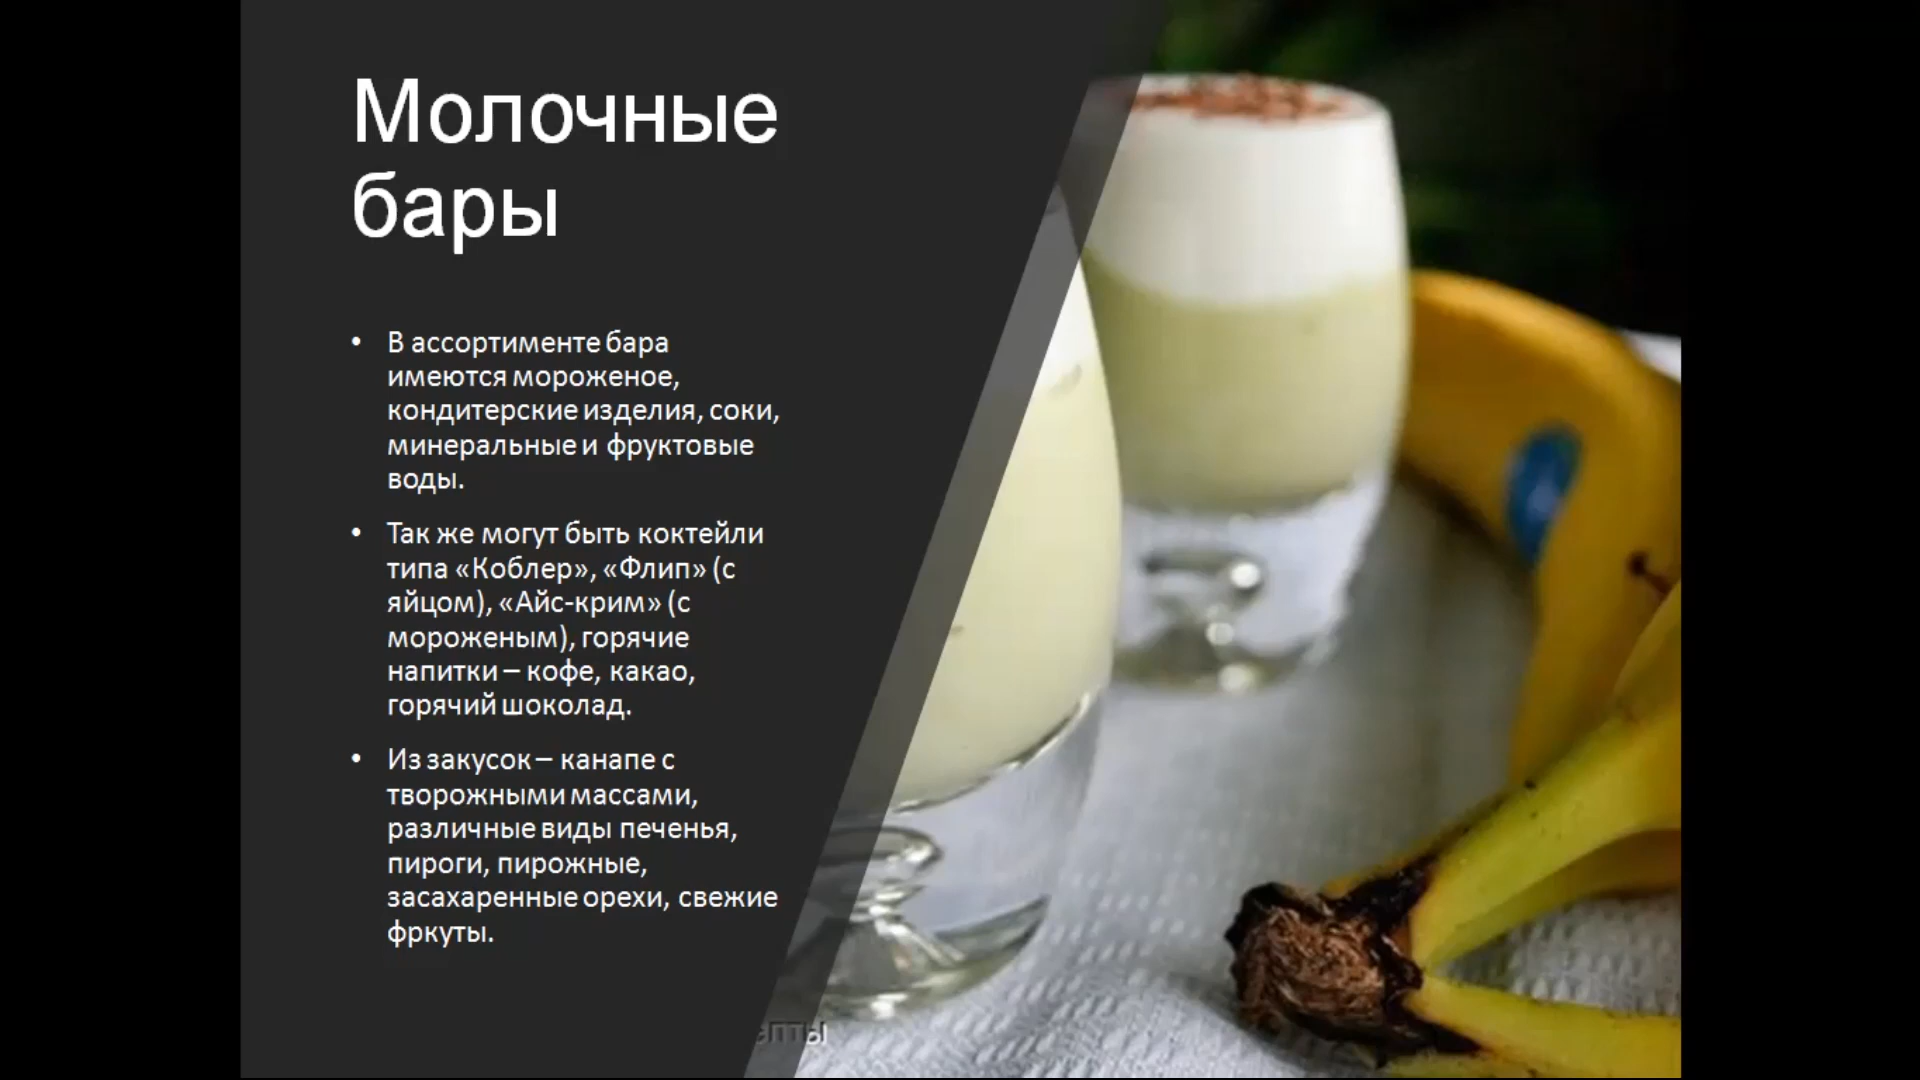 Молочные
бары
• В ассортименте бара
имеются мороженое,
кондитерские изделия, соки,
минеральные и фруктовые
воды.
• Так же могут быть коктейли
типа «Коблер», «Флип» (с
яйцом), «Айс-крим» (с
мороженым), горячие
напитки – кофе, какао,
горячий шоколад.
• Из закусок – канапе с
творожными массами,
различные виды печенья,
пироги, пирожные,
засахаренные орехи, свежие
фркуты.